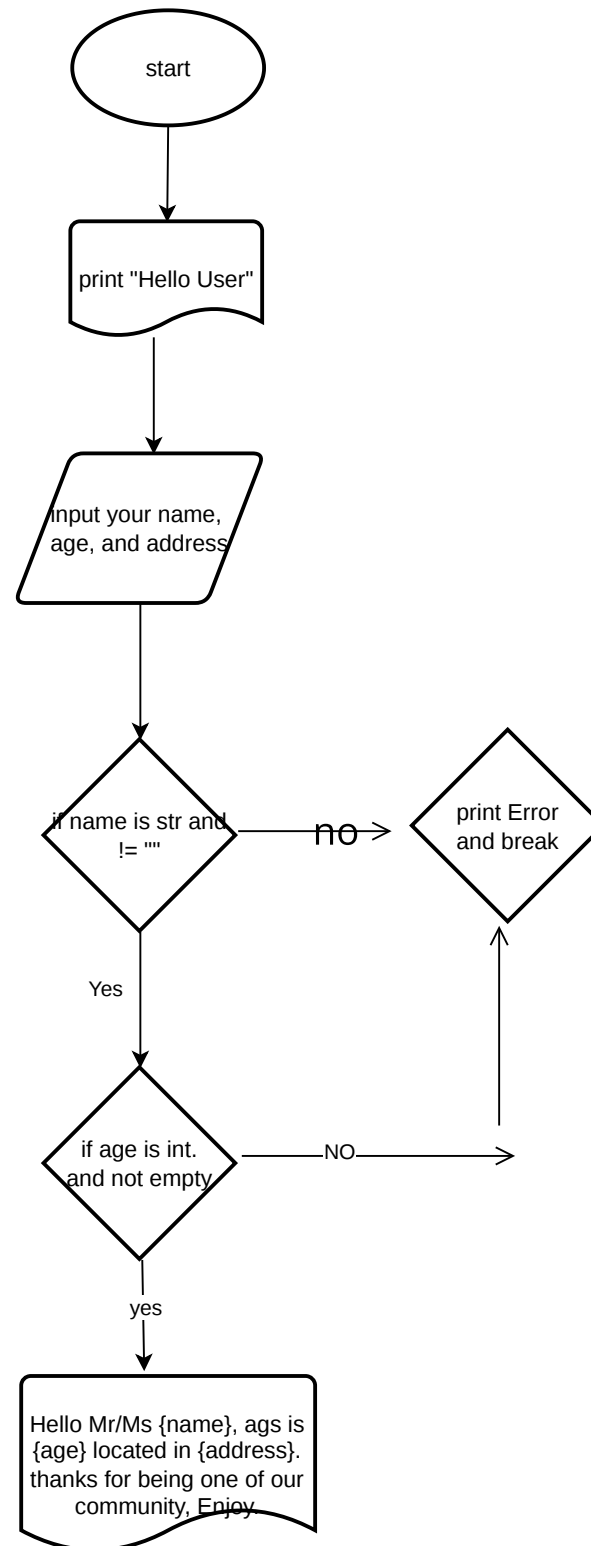 start
print "Hello User"
input your name,
age, and address
if name is str and
!= ""
no
print Error
and break
Yes
if age is int.
and not empty
NO
yes
Hello Mr/Ms {name}, ags is
{age} located in {address}.
thanks for being one of our
community, Enjoy.